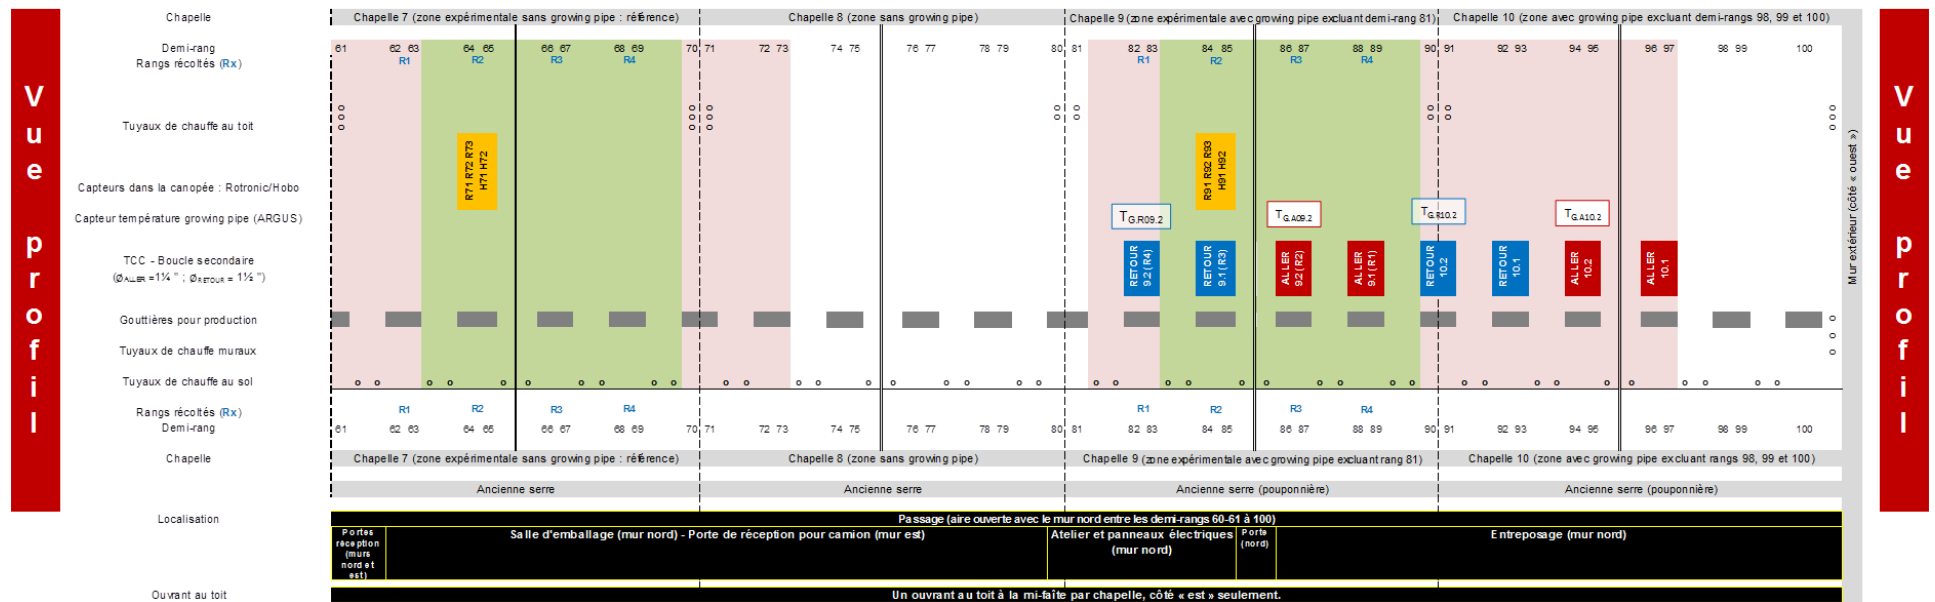 Vue profil
Chapelle
Chapelle 7 (zone expérimentale sans growing pipe : référence)
Chapelle 8 (zone sans growing pipe)
Chapelle 9 (zone expérimentale avec growing pipe excluant demi-rang 81)
Chapelle 10 (zone avec growing pipe excluant demi-rangs 98, 99 et 100)
Demi-rang
61 62 63 64 65 66 67 68 69 70 71 72 73 74 75 76 77 78 79 80 81 82 83 84 85 86 87 88 89 90 91 92 93 94 95 96 97 98 99 100
Rangs récoltés (Rx)
R1 R2 R3 R4 R1 R2 R3 R4
Tuyaux de chauffe au toit
Capteurs dans la canopée : Rotronic/Hobo
R71 R72 R73
H71 H72
R91 R92 R93
H91 H92
Capteur température growing pipe (ARGUS)
TG.R09.2
TG.A09.2
TG.R10.2
TG.A10.2
TCC - Boucle secondaire
(ØALLER =1¼ " ; ØRETOUR = 1½ ")
RETOUR
9.2 (R4)
RETOUR
9.1 (R3)
ALLER
9.2 (R2)
ALLER
9.1 (R1)
RETOUR
10.2
RETOUR
10.1
ALLER
10.2
ALLER
10.1
Mur extérieur (côté « ouest »)
Gouttières pour production
Tuyaux de chauffe muraux
Tuyaux de chauffe au sol
Rangs récoltés (Rx)
R1 R2 R3 R4 R1 R2 R3 R4
Demi-rang
61 62 63 64 65 66 67 68 69 70 71 72 73 74 75 76 77 78 79 80 81 82 83 84 85 86 87 88 89 90 91 92 93 94 95 96 97 98 99 100
Chapelle
Chapelle 7 (zone expérimentale sans growing pipe : référence)
Chapelle 8 (zone sans growing pipe)
Chapelle 9 (zone expérimentale avec growing pipe excluant rang 81)
Chapelle 10 (zone avec growing pipe excluant rangs 98, 99 et 100)
Ancienne serre
Ancienne serre
Ancienne serre (pouponnière)
Ancienne serre (pouponnière)
Localisation
Passage (aire ouverte avec le mur nord entre les demi-rangs 60-61 à 100)
Portes
réception
(murs
nord et
est)
Salle d'emballage (mur nord) - Porte de réception pour camion (mur est)
Atelier et panneaux électriques
(mur nord)
Porte
(nord)
Entreposage (mur nord)
Ouvrant au toit
Un ouvrant au toit à la mi-faîte par chapelle, côté « est » seulement.
Vue profil